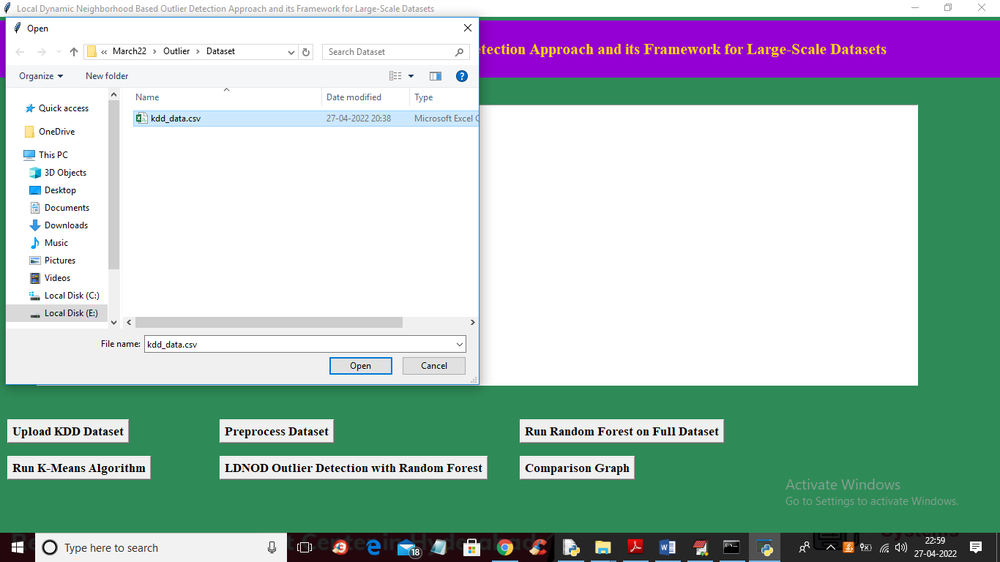 Local Dynamic Neighborhood Based Outlier Detection Approach and its Framework for Large-Scale Datasets
Open
« March22 › Outlier › Dataset
Search Dataset
tection Approach and its Framework for Large-Scale Datasets
Organize
New folder
Name
Date modified
Type
Quick access
OneDrive
This PC
3D Objects
Desktop
Documents
Downloads
Music
Pictures
Videos
Local Disk (C:)
Local Disk (E:)
kdd_data.csv
27-04-2022 20:38
Microsoft Excel C
File name:
kdd_data.csv
Open
Cancel
Upload KDD Dataset
Preprocess Dataset
Run Random Forest on Full Dataset
Run K-Means Algorithm
LDNOD Outlier Detection with Random Forest
Comparison Graph
Activate Windows
Go to Settings to activate Windows.
Type here to search
18
22:59
27-04-2022